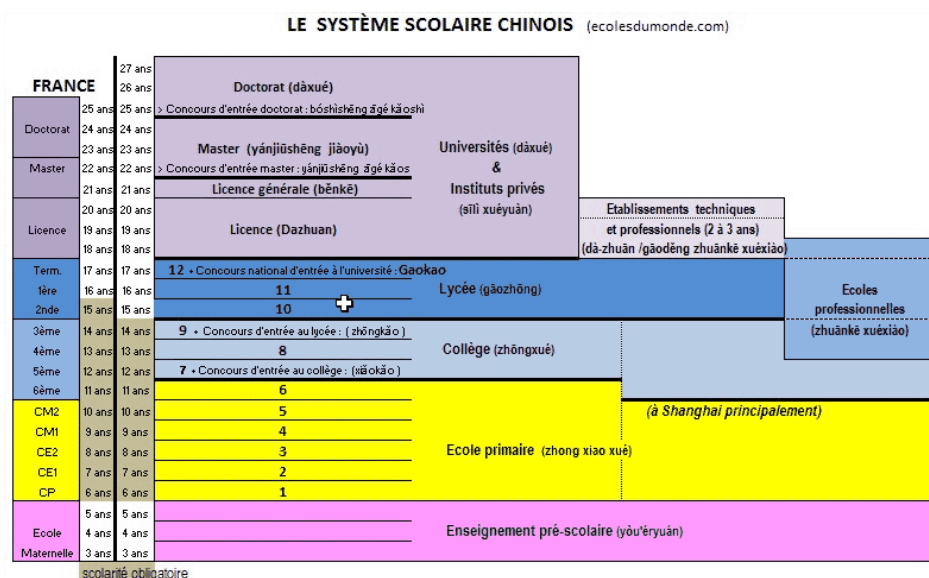 LE SYSTÈME SCOLAIRE CHINOIS (ecolesdumonde.com)
FRANCE
27 ans
26 ans Doctorat (dàxué)
25 ans 25 ans > Concours d'entrée doctorat : bóshìshēng zīgé kǎoshì
Doctorat 24 ans 24 ans
23 ans 23 ans Master (yánjiūshēng jiàoyù) Universités (dàxué)
Master 22 ans 22 ans > Concours d'entrée master : yánjiūshēng zīgé kǎos &
21 ans 21 ans Licence générale (běnkē) Instituts privés
20 ans 20 ans (sīlì xuéyuàn) Etablissements techniques
Licence 19 ans 19 ans Licence (Dazhuan) et professionnels (2 à 3 ans)
18 ans 18 ans (dà-zhuān /gāoděng zhuānkē xuéxiào)
Term. 17 ans 17 ans 12 + Concours national d'entrée à l'université : Gaokao
1ère 16 ans 16 ans 11 Lycée (gāozhōng) Ecoles
2nde 15 ans 15 ans 10 professionnelles
3ème 14 ans 14 ans 9 + Concours d'entrée au lycée : (zhōngkǎo) (zhuānkē xuéxiào)
4ème 13 ans 13 ans 8 Collège (zhōngxué)
5ème 12 ans 12 ans 7 + Concours d'entrée au collège : (xiǎokǎo)
6ème 11 ans 11 ans 6
CM2 10 ans 10 ans 5 (à Shanghai principalement)
CM1 9 ans 9 ans 4
CE2 8 ans 8 ans 3 Ecole primaire (zhong xiao xué)
CE1 7 ans 7 ans 2
CP 6 ans 6 ans 1
5 ans 5 ans
Ecole 4 ans 4 ans Enseignement pré-scolaire (yòu'éryuán)
Maternelle 3 ans 3 ans
scolarité obligatoire